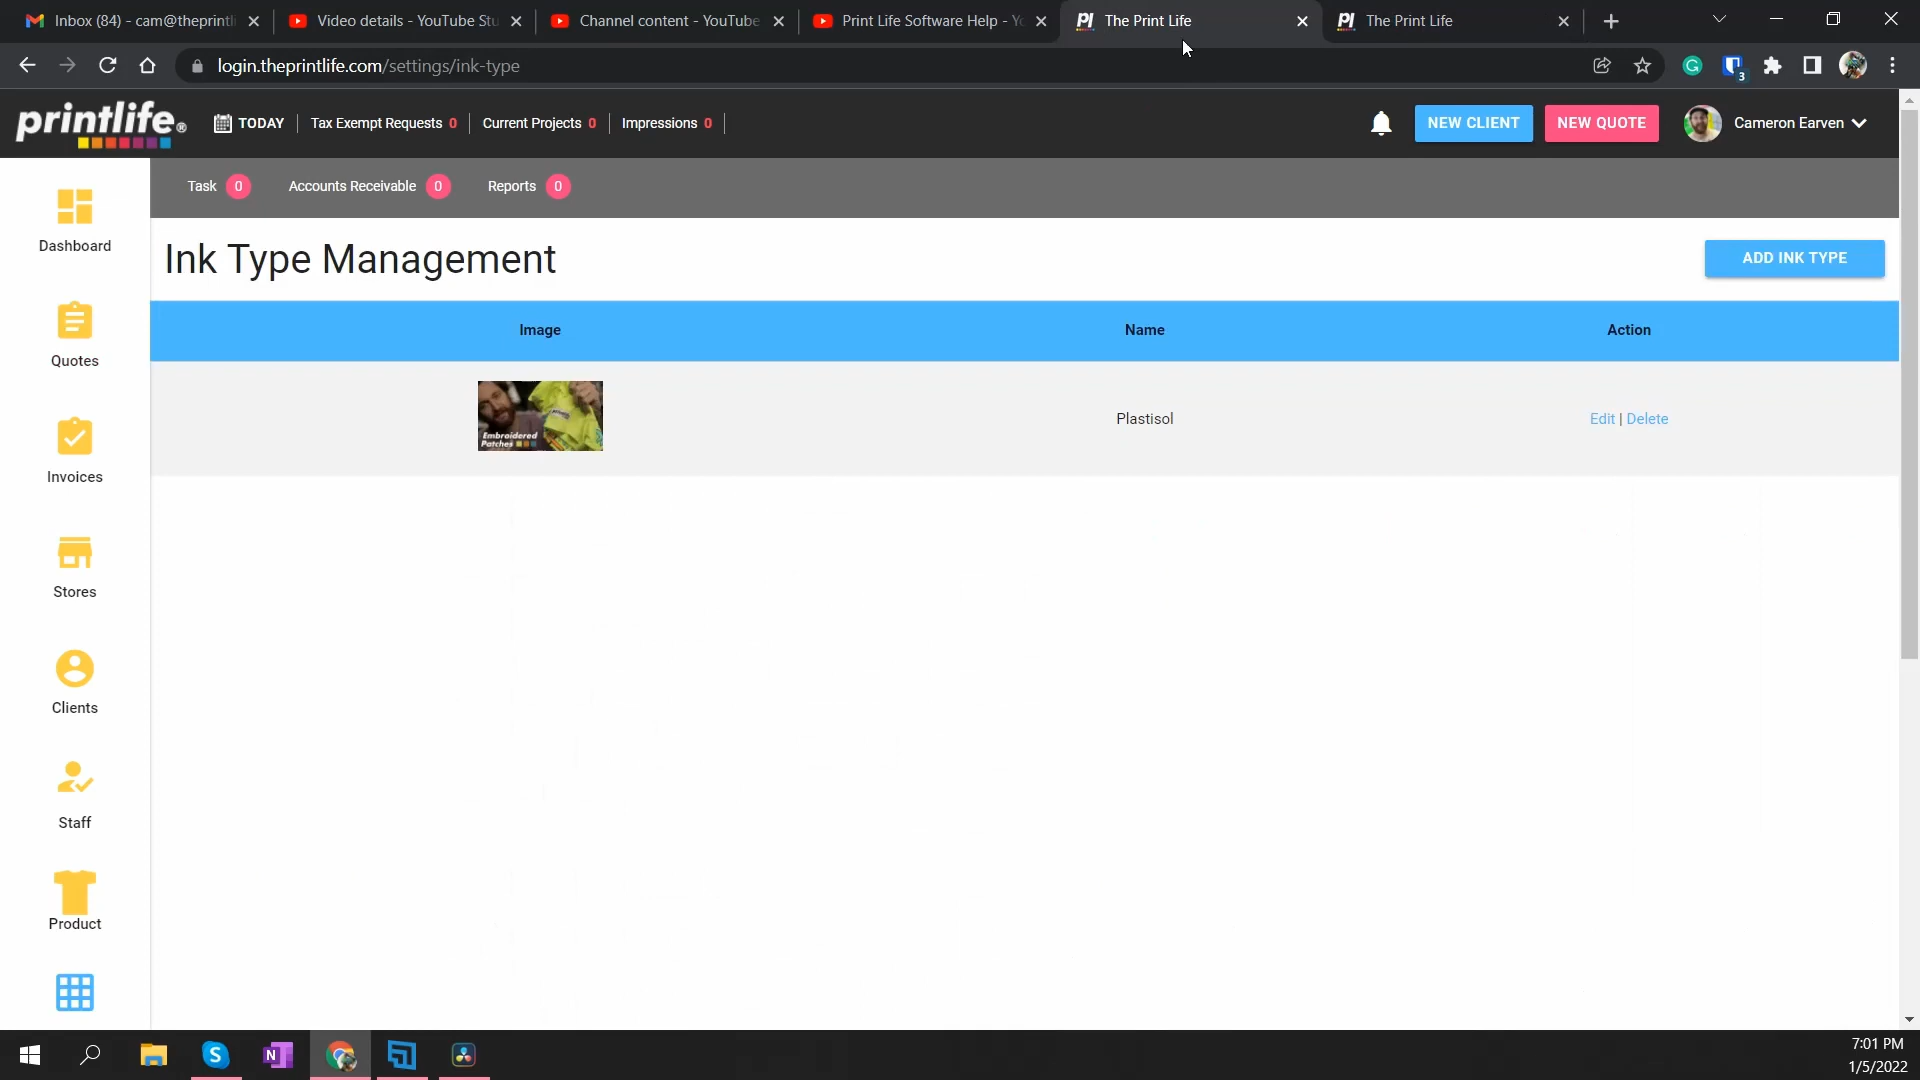 Inbox (84) - cam@theprintli
Video details - YouTube Stu
Channel content - YouTube
Print Life Software Help - Yo
The Print Life
The Print Life
login.theprintlife.com/settings/ink-type
3
printlife®
TODAY
Tax Exempt Requests 0
Current Projects 0
Impressions 0
NEW CLIENT
NEW QUOTE
Cameron Earven
Task 0
Accounts Receivable 0
Reports 0
Dashboard
Quotes
Invoices
Stores
Clients
Staff
Product
Ink Type Management
ADD INK TYPE
Image Name Action
Embroidered
Patches
Plastisol
Edit | Delete
7:01 PM
1/5/2022